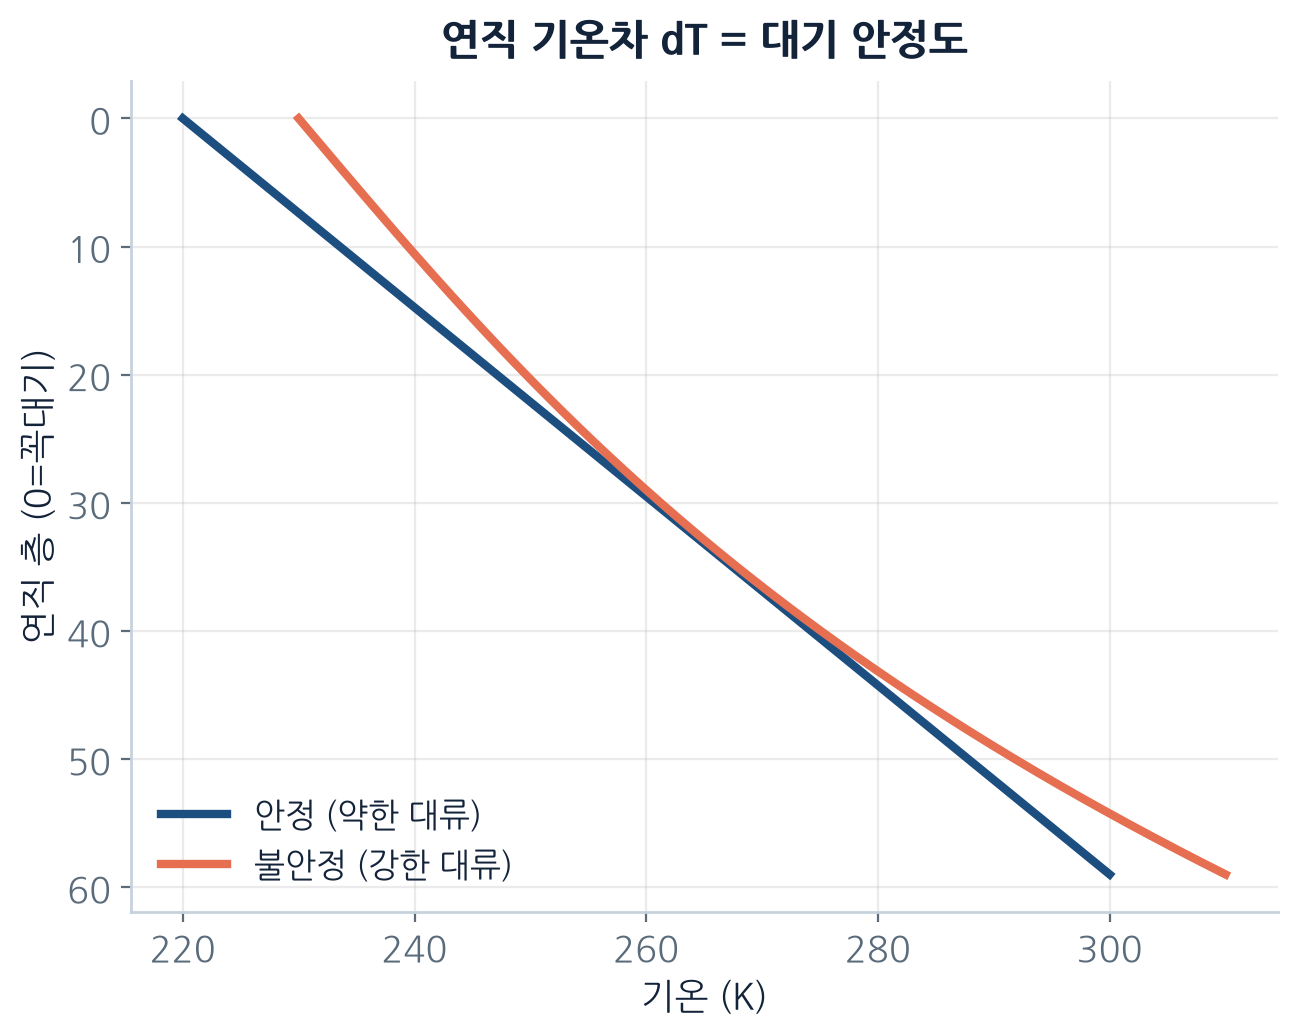 연직 기온차 dT = 대기 안정도
연직 층 (0=꼭대기)
0
10
20
30
40
50
60
안정 (약한 대류)
불안정 (강한 대류)
220 240 260 280 300
기온 (K)